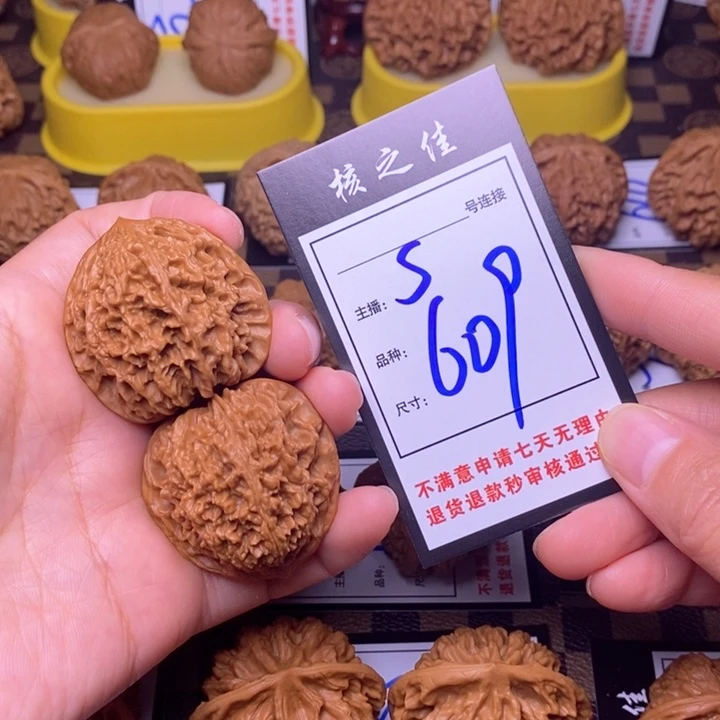 核之佳
号连接
主播：
S
609
品种：
尺寸：
不满意申请七天无理由
退货退款秒审核通过